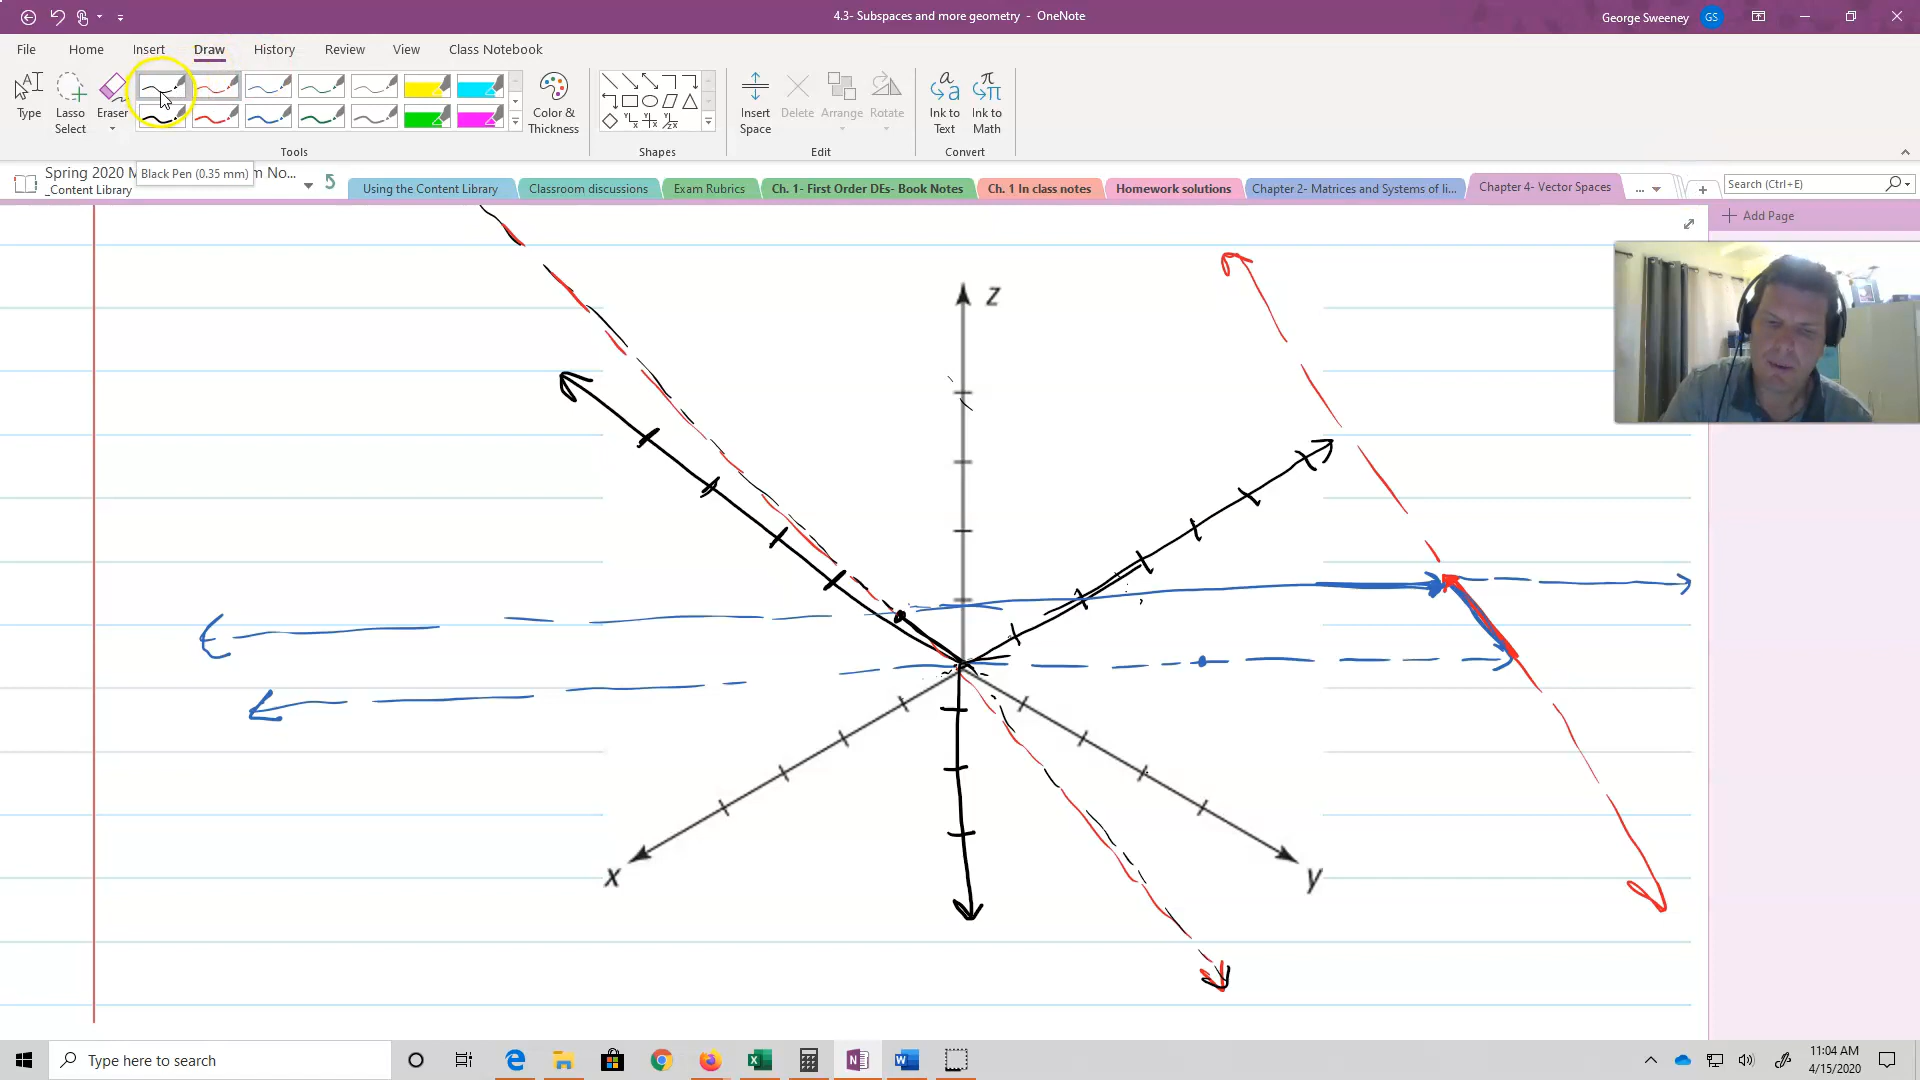 4.3- Subspaces and more geometry - OneNote
George Sweeney
GS
File
Home
Insert
Draw
History
Review
View
Class Notebook
Type
Lasso
Select
Eraser
Color &
Thickness
Insert
Space
Delete
Arrange
Rotate
Ink to
Text
Ink to
Math
Tools
Shapes
Edit
Convert
Spring 2020 M
m No...
_Content Library
Black Pen (0.35 mm)
Using the Content Library
Classroom discussions
Exam Rubrics
Ch. 1- First Order DEs- Book Notes
Ch. 1 In class notes
Homework solutions
Chapter 2- Matrices and Systems of li...
Chapter 4- Vector Spaces
...
Search (Ctrl+E)
Add Page
z
x
y
Type here to search
11:04 AM
4/15/2020